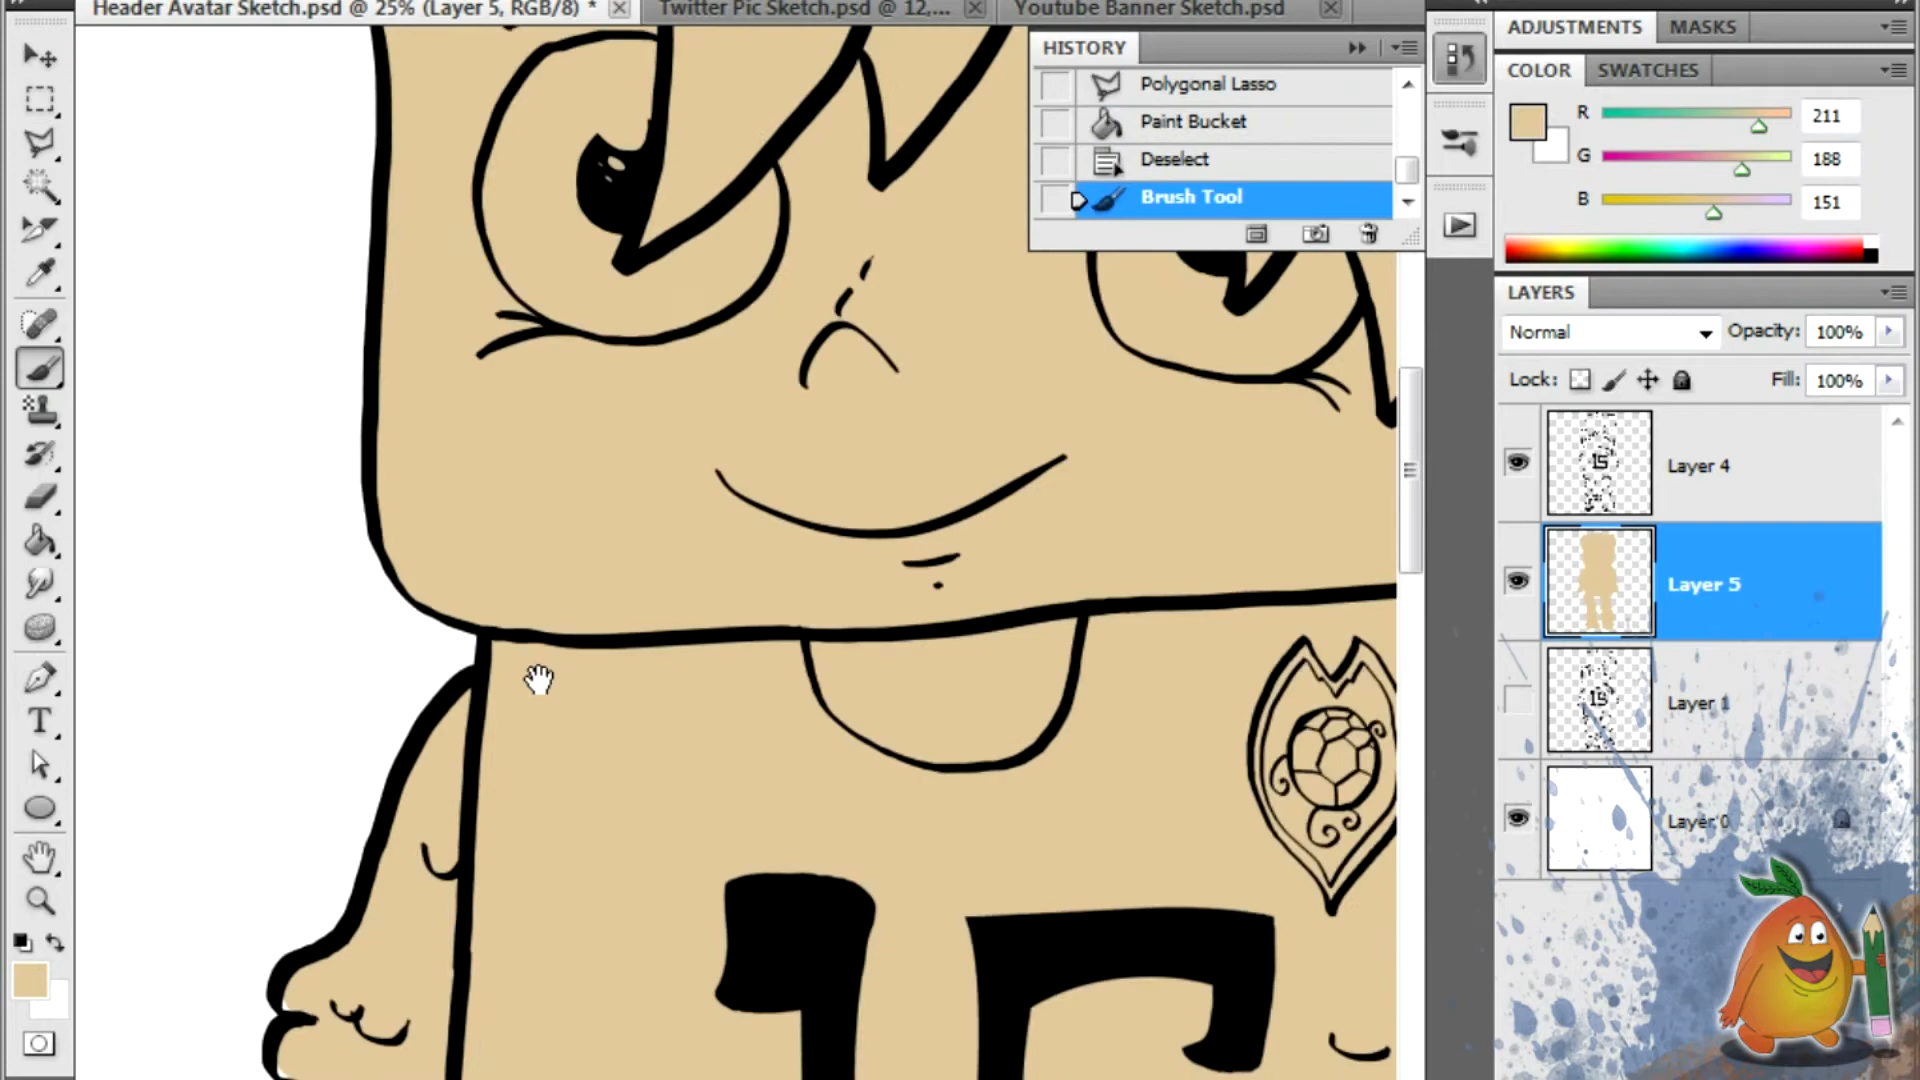 Header Avatar Sketch.psd @ 25% (Layer 5, RGB/8) *
Twitter Pic Sketch.psd @ 12,...
Youtube Banner Sketch.psd
HISTORY
Polygonal Lasso
Paint Bucket
Deselect
Brush Tool
ADJUSTMENTS
MASKS
COLOR
SWATCHES
R
211
G
188
B
151
LAYERS
Normal
Opacity:
100%
Lock:
Fill:
100%
Layer 4
Layer 5
Layer 1
Layer 0
15
15
T